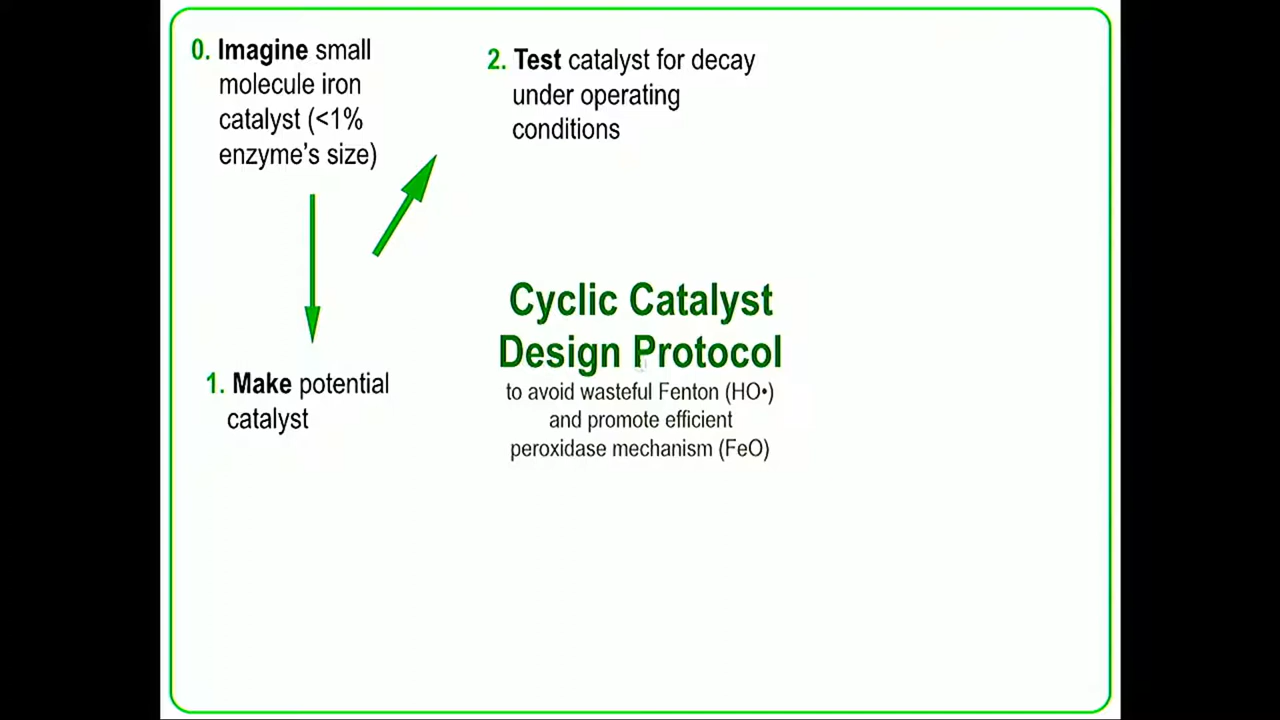 0. Imagine small
molecule iron
catalyst (<1%
enzyme's size)
1. Make potential
catalyst
2. Test catalyst for decay
under operating
conditions
Cyclic Catalyst
Design Protocol
to avoid wasteful Fenton (HO•)
and promote efficient
peroxidase mechanism (FeO)